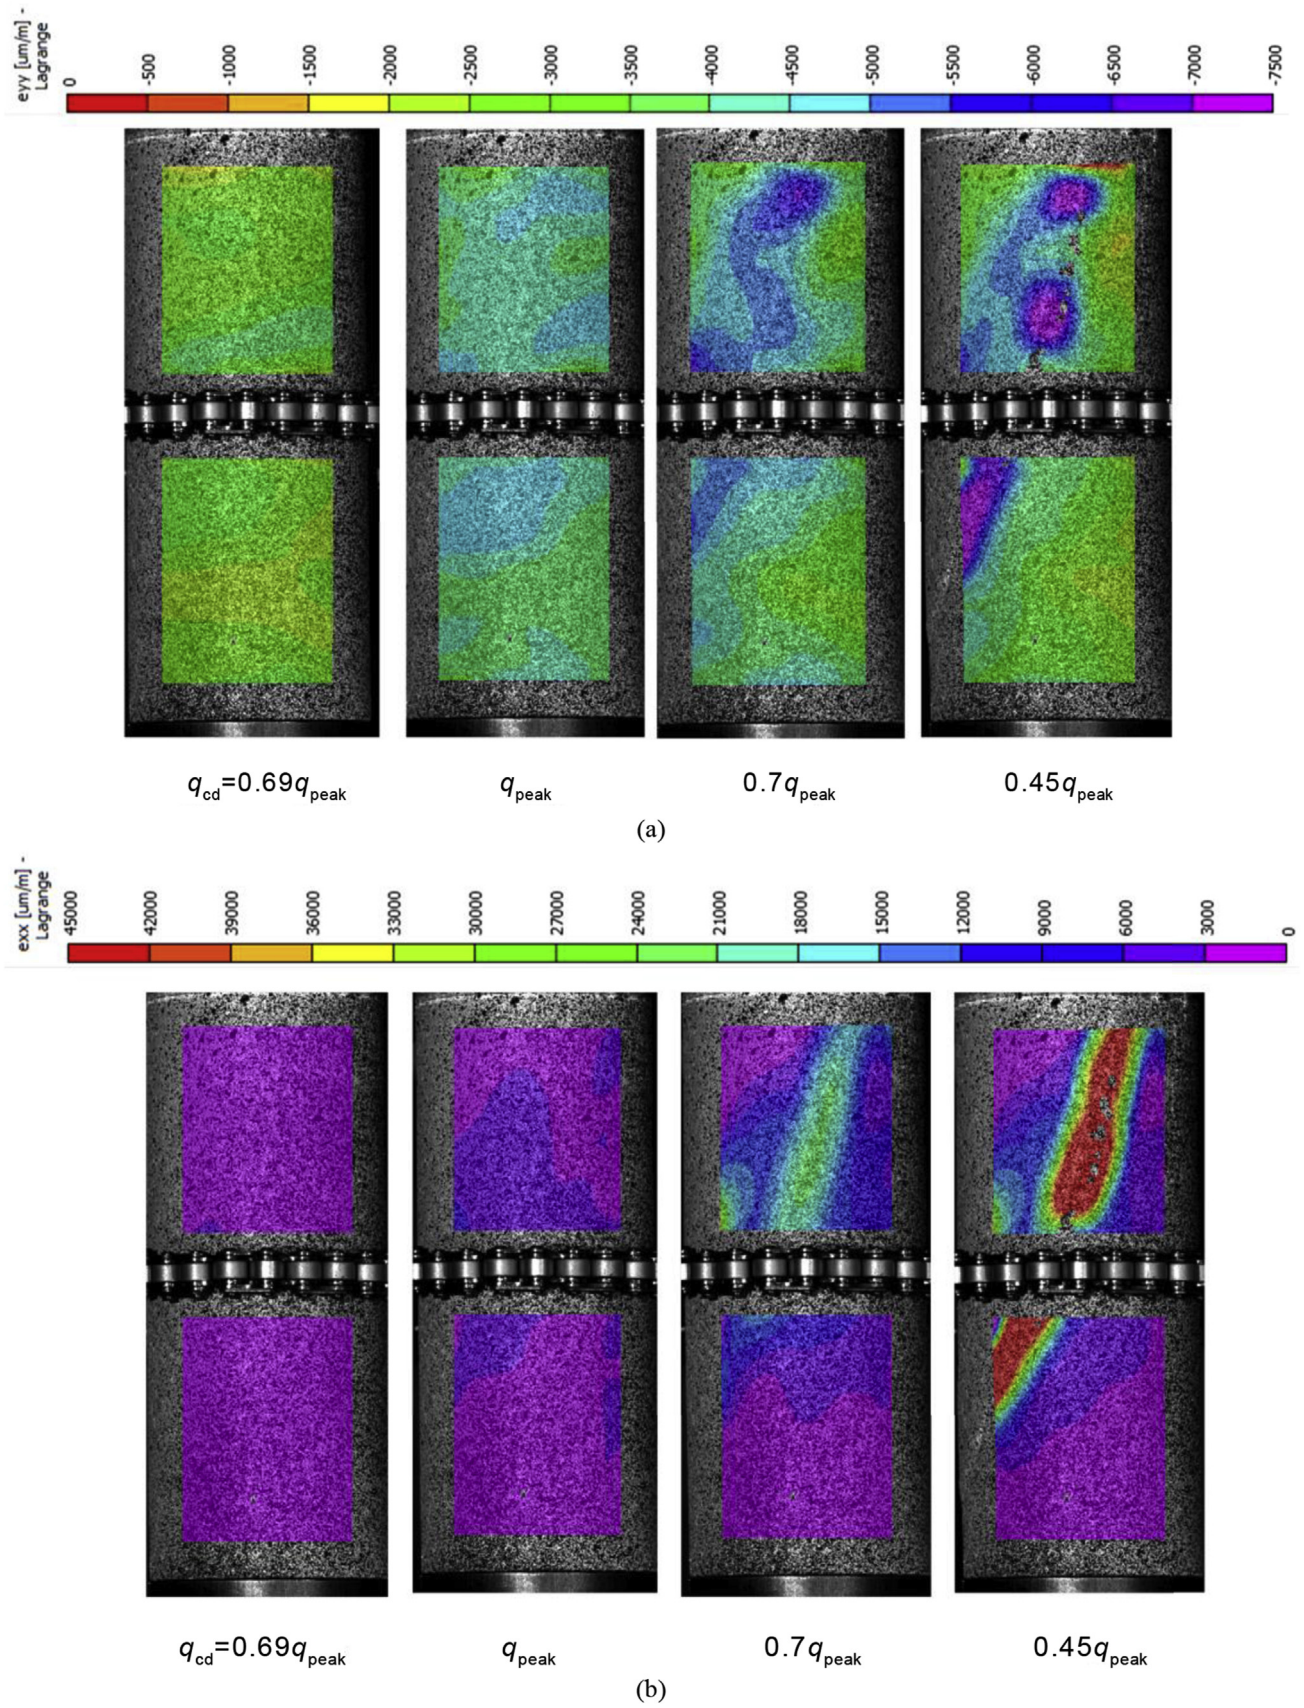 eyy [um/m] -
Lagrange
0 -500 -1000 -1500 -2000 -2500 -3000 -3500 -4000 -4500 -5000 -5500 -6000 -6500 -7000 -7500
qcd=0.69qpeak qpeak 0.7qpeak 0.45qpeak
(a)
exx [um/m] -
Lagrange
45000 42000 39000 36000 33000 30000 27000 24000 21000 18000 15000 12000 9000 6000 3000 0
qcd=0.69qpeak qpeak 0.7qpeak 0.45qpeak
(b)